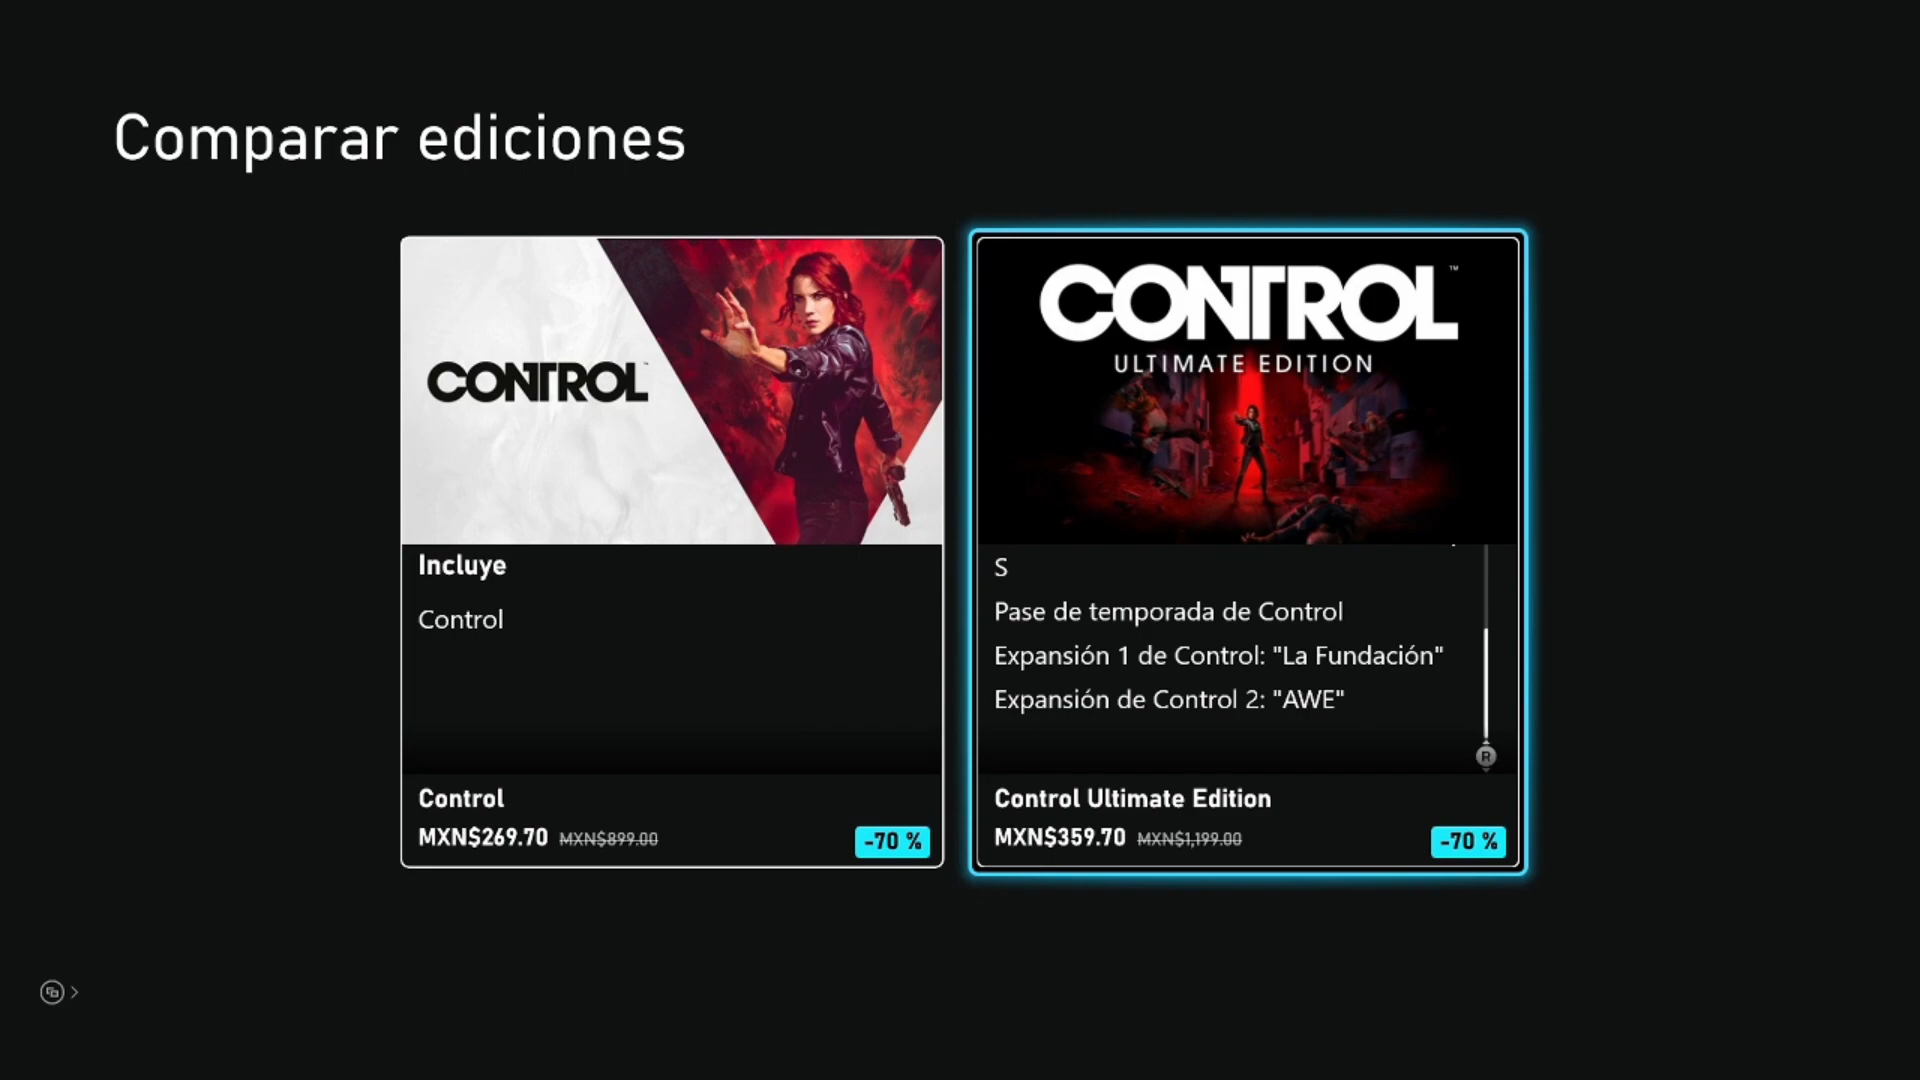 Comparar ediciones
CONTROL
Incluye
Control
Control
MXN$269.70 MXN$899.00
-70 %
CONTROL™
ULTIMATE EDITION
S
Pase de temporada de Control
Expansión 1 de Control: "La Fundación"
Expansión de Control 2: "AWE"
R
Control Ultimate Edition
MXN$359.70 MXN$1,199.00
-70 %